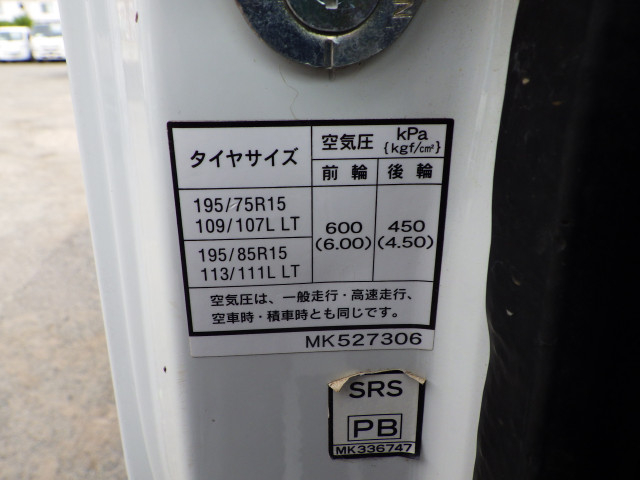 タイヤサイズ
空気圧 kPa
{kgf/cm²}
前輪 後輪
195/75R15
109/107L LT
195/85R15
113/111L LT
600
(6.00)
450
(4.50)
空気圧は、一般走行・高速走行、
空車時・積車時とも同じです。
MK527306
SRS
PB
MK336747